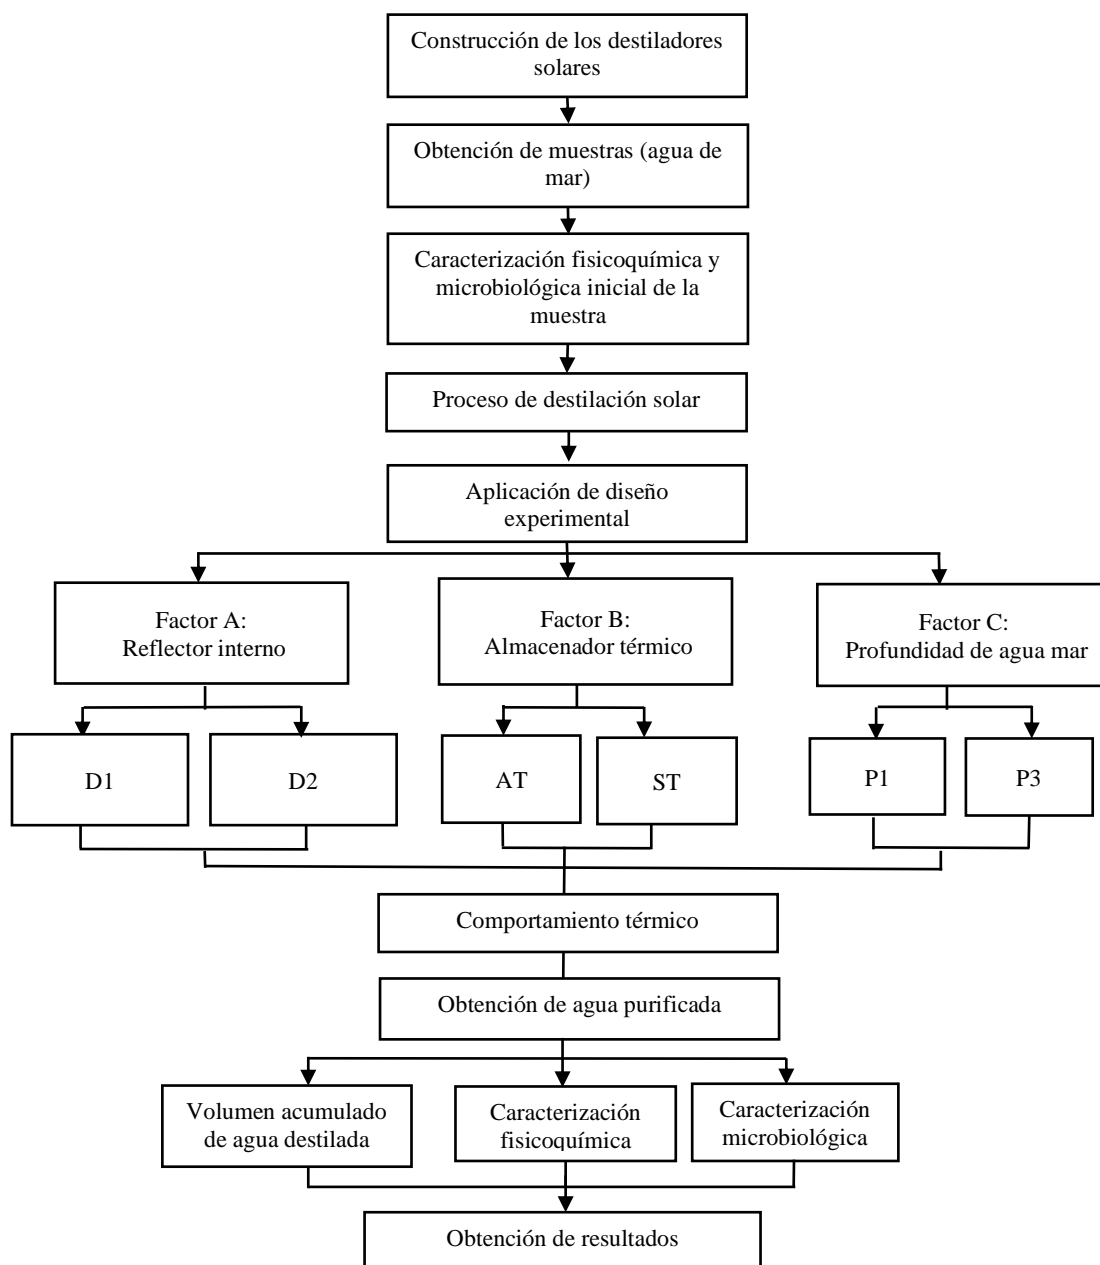 Construcción de los destiladores
solares
Obtención de muestras (agua de
mar)
Caracterización fisicoquímica y
microbiológica inicial de la
muestra
Proceso de destilación solar
Aplicación de diseño
experimental
Factor A:
Reflector interno
Factor B:
Almacenador térmico
Factor C:
Profundidad de agua mar
D1
D2
AT
ST
P1
P3
Comportamiento térmico
Obtención de agua purificada
Volumen acumulado
de agua destilada
Caracterización
fisicoquímica
Caracterización
microbiológica
Obtención de resultados